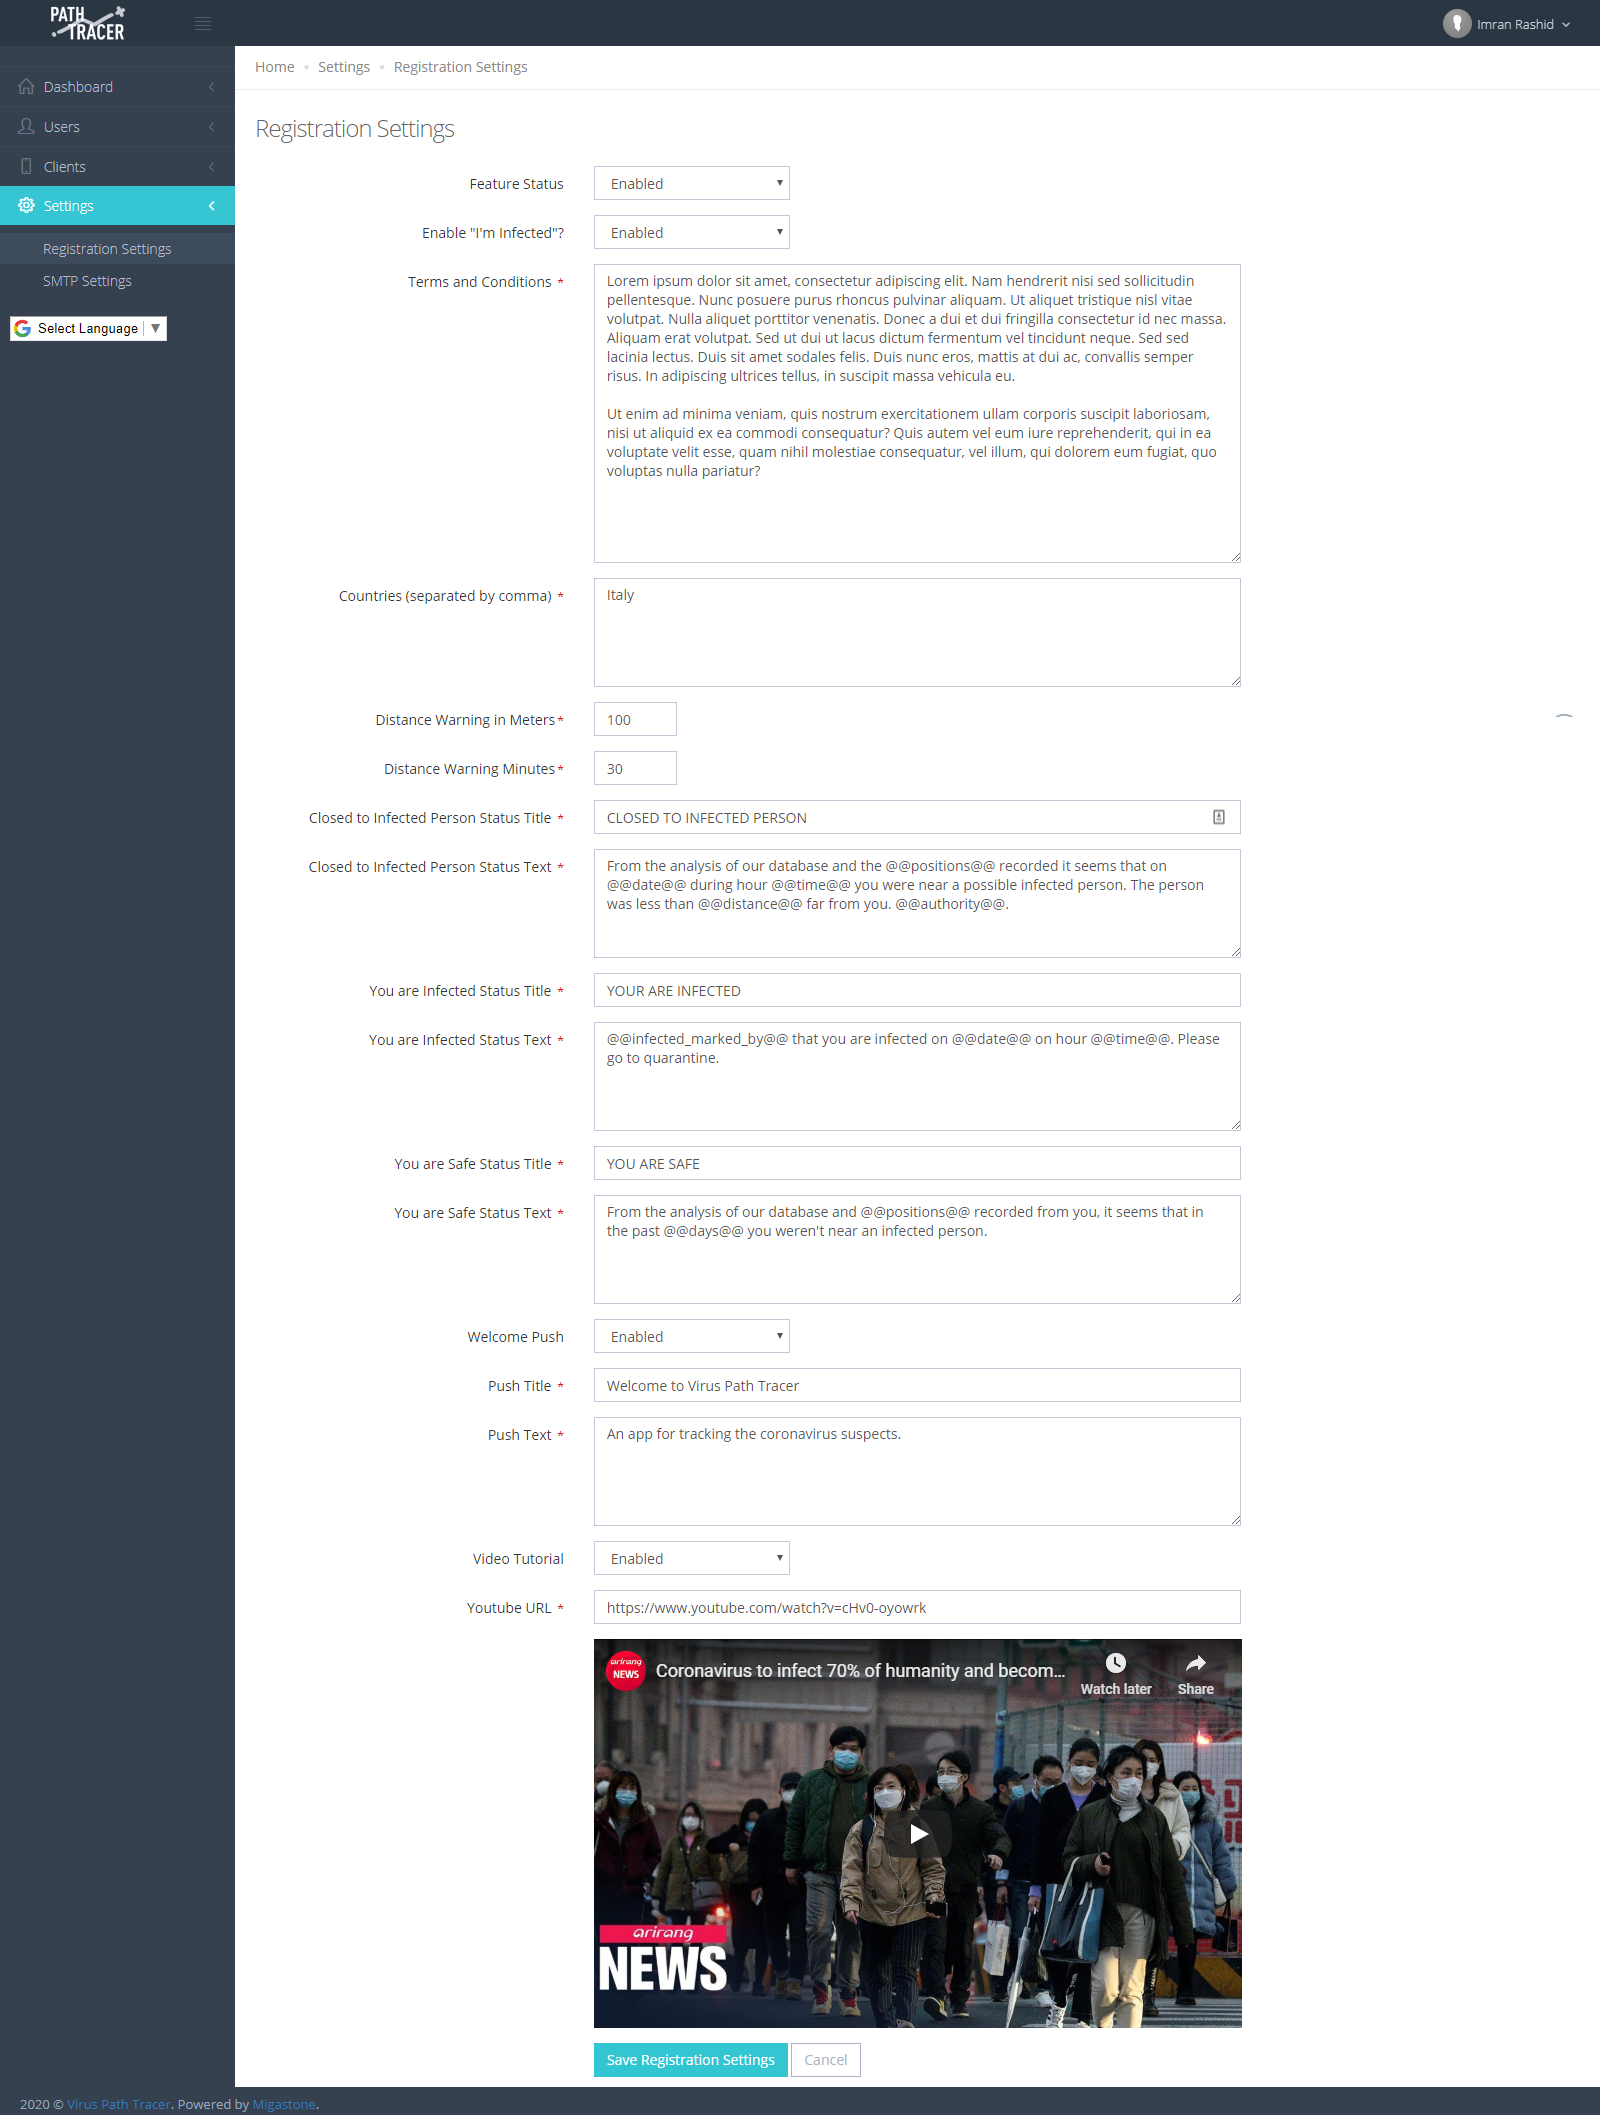 PATH
TRACER
Imran Rashid
Home Settings Registration Settings
Dashboard
Users
Clients
Settings
Registration Settings
SMTP Settings
Select Language ▼
Registration Settings
Feature Status Enabled
Enable "I'm Infected"? Enabled
Terms and Conditions *
Lorem ipsum dolor sit amet, consectetur adipiscing elit. Nam hendrerit nisi sed sollicitudin
pellentesque. Nunc posuere purus rhoncus pulvinar aliquam. Ut aliquet tristique nisl vitae
volutpat. Nulla aliquet porttitor venenatis. Donec a dui et dui fringilla consectetur id nec massa.
Aliquam erat volutpat. Sed ut dui ut lacus dictum fermentum vel tincidunt neque. Sed sed
lacinia lectus. Duis sit amet sodales felis. Duis nunc eros, mattis at dui ac, convallis semper
risus. In adipiscing ultrices tellus, in suscipit massa vehicula eu.
Ut enim ad minima veniam, quis nostrum exercitationem ullam corporis suscipit laboriosam,
nisi ut aliquid ex ea commodi consequatur? Quis autem vel eum iure reprehenderit, qui in ea
voluptate velit esse, quam nihil molestiae consequatur, vel illum, qui dolorem eum fugiat, quo
voluptas nulla pariatur?
Countries (separated by comma) * Italy
Distance Warning in Meters* 100
Distance Warning Minutes* 30
Closed to Infected Person Status Title * CLOSED TO INFECTED PERSON
Closed to Infected Person Status Text *
From the analysis of our database and the @@positions@@ recorded it seems that on
@@date@@ during hour @@time@@ you were near a possible infected person. The person
was less than @@distance@@ far from you. @@authority@@.
You are Infected Status Title * YOUR ARE INFECTED
You are Infected Status Text *
@@infected_marked_by@@ that you are infected on @@date@@ on hour @@time@@. Please
go to quarantine.
You are Safe Status Title * YOU ARE SAFE
You are Safe Status Text *
From the analysis of our database and @@positions@@ recorded from you, it seems that in
the past @@days@@ you weren't near an infected person.
Welcome Push Enabled
Push Title * Welcome to Virus Path Tracer
Push Text * An app for tracking the coronavirus suspects.
Video Tutorial Enabled
Youtube URL * https://www.youtube.com/watch?v=cHv0-oyowrk
arirang
NEWS
Coronavirus to infect 70% of humanity and becom...
Watch later
Share
arirang
NEWS
Save Registration Settings Cancel
2020 © Virus Path Tracer. Powered by Migastone.